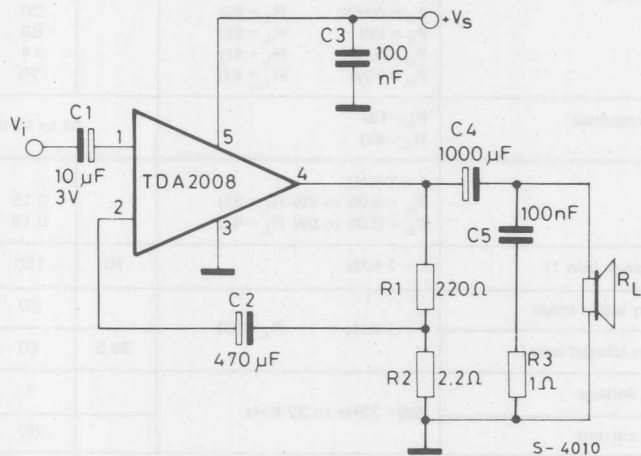 +Vs
C3
100
nF
C1
Vi
10 µF
3V
1
2
5
4
3
TDA2008
C4
1000 µF
100nF
C5
C2
470 µF
R1
220Ω
R2
2.2Ω
R3
1Ω
RL
S-4010